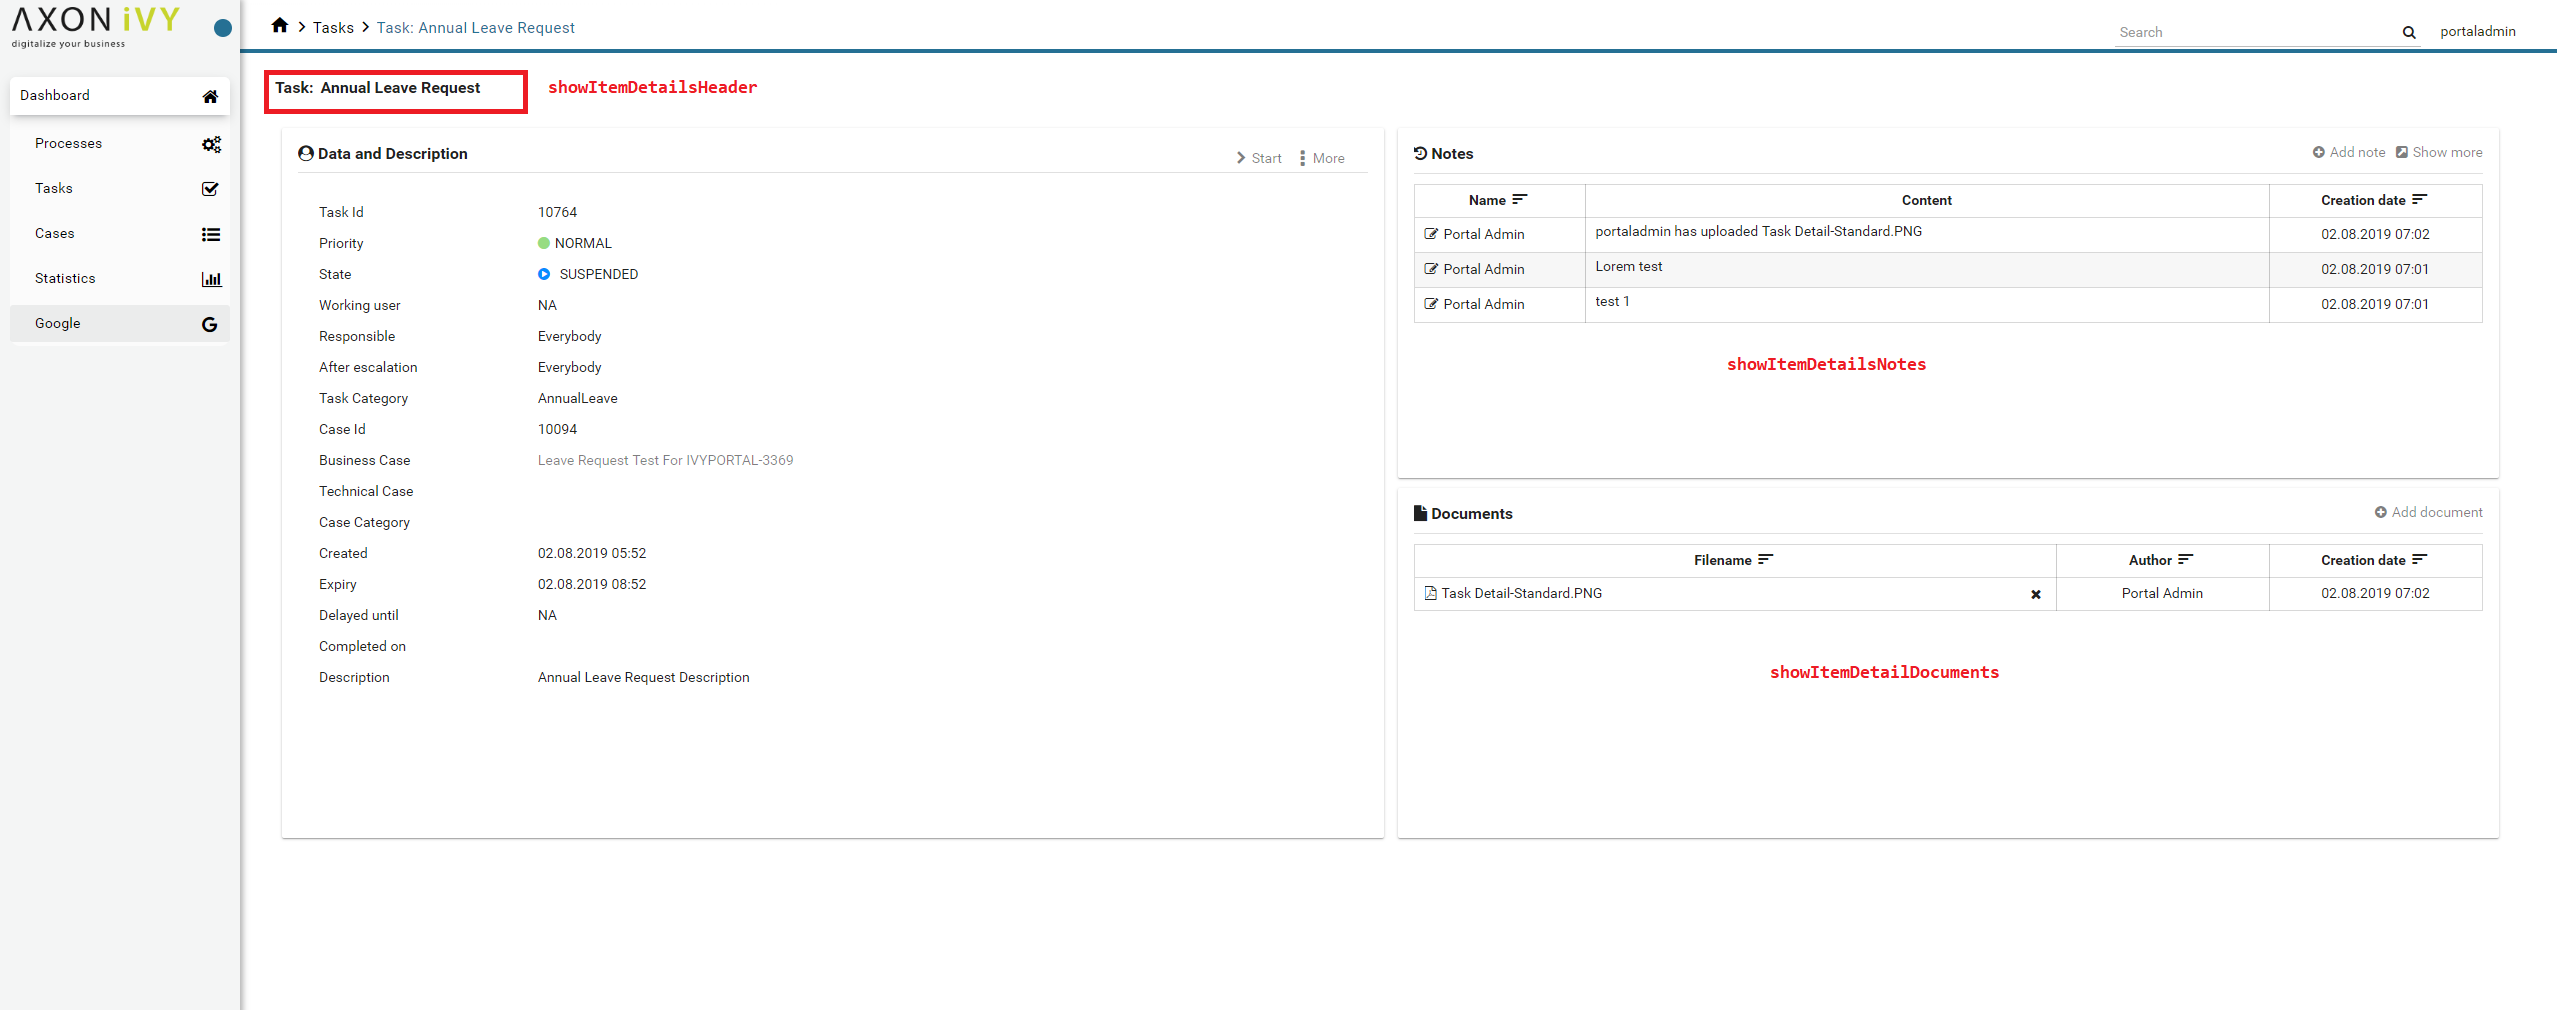 AXON iVY
digitalize your business
Tasks Task: Annual Leave Request
Search
portaladmin
Dashboard
Processes
Tasks
Cases
Statistics
Google
Task: Annual Leave Request
showItemDetailsHeader
Data and Description
Start More
Task Id 10764
Priority NORMAL
State SUSPENDED
Working user NA
Responsible Everybody
After escalation Everybody
Task Category AnnualLeave
Case Id 10094
Business Case Leave Request Test For IVYPORTAL-3369
Technical Case
Case Category
Created 02.08.2019 05:52
Expiry 02.08.2019 08:52
Delayed until NA
Completed on
Description Annual Leave Request Description
Notes
Add note Show more
Name Content Creation date
Portal Admin portaladmin has uploaded Task Detail-Standard.PNG 02.08.2019 07:02
Portal Admin Lorem test 02.08.2019 07:01
Portal Admin test 1 02.08.2019 07:01
showItemDetailsNotes
Documents
Add document
Filename Author Creation date
Task Detail-Standard.PNG Portal Admin 02.08.2019 07:02
showItemDetailDocuments